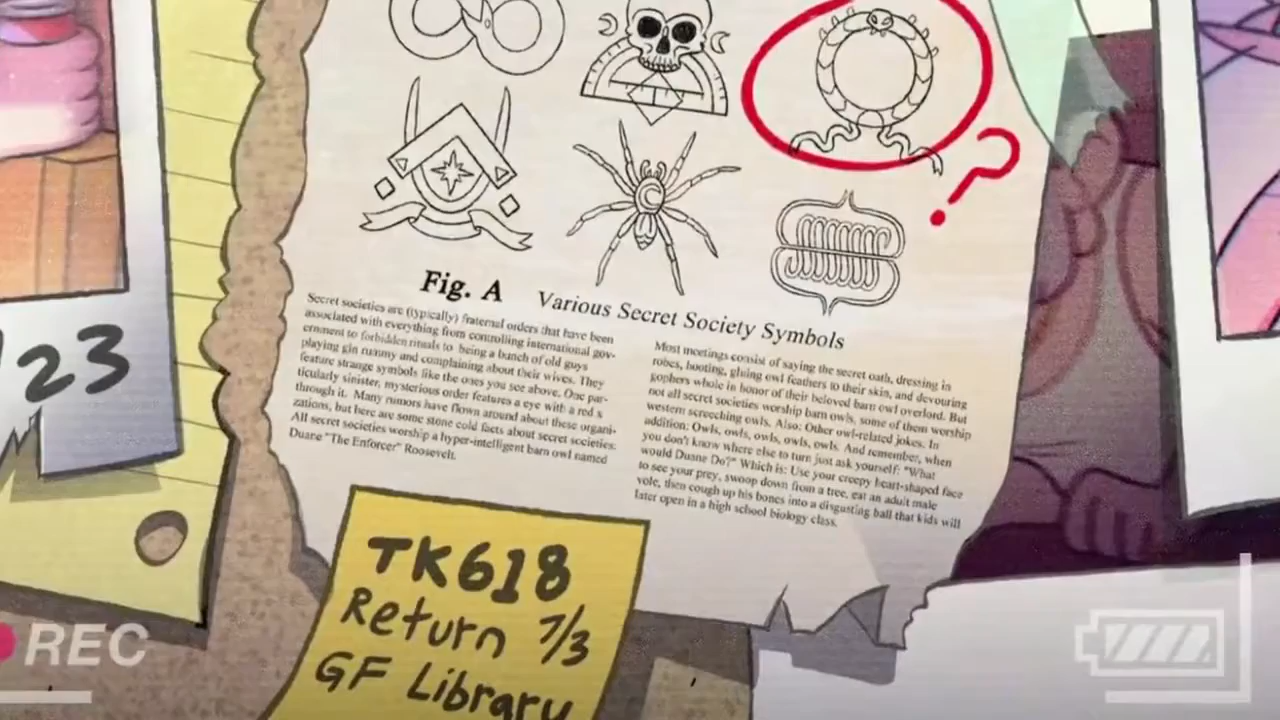 ?
Fig. A Various Secret Society Symbols
Secret societies are (typically) fraternal orders that have been
associated with everything from controlling international gov-
ernment to forbidden rituals to being a bunch of old guys
playing gin rummy and complaining about their wives. They
feature strange symbols like the ones you see above. One par-
ticularly sinister, mysterious order features a eye with a red x
through it. Many rumors have flown around about these organi-
zations, but here are some stone cold facts about secret societies:
All secret societies worship a hyper-intelligent barn owl named
Duane "The Enforcer" Roosevelt.
Most meetings consist of saying the secret oath, dressing in
robes, hooting, gluing owl feathers to their skin, and devouring
gophers whole in honor of their beloved barn owl overlord. But
not all secret societies worship barn owls, some of them worship
western screeching owls. Also: Other owl-related jokes. In
addition: Owls, owls, owls, owls, owls. And remember, when
you don't know where else to turn just ask yourself: "What
would Duane Do?" Which is: Use your creepy heart-shaped face
to see your prey, swoop down from a tree, eat an adult male
vole, then cough up his bones into a disgusting ball that kids will
later open in a high school biology class.
/23
TK618
Return 7/3
GF Library
REC